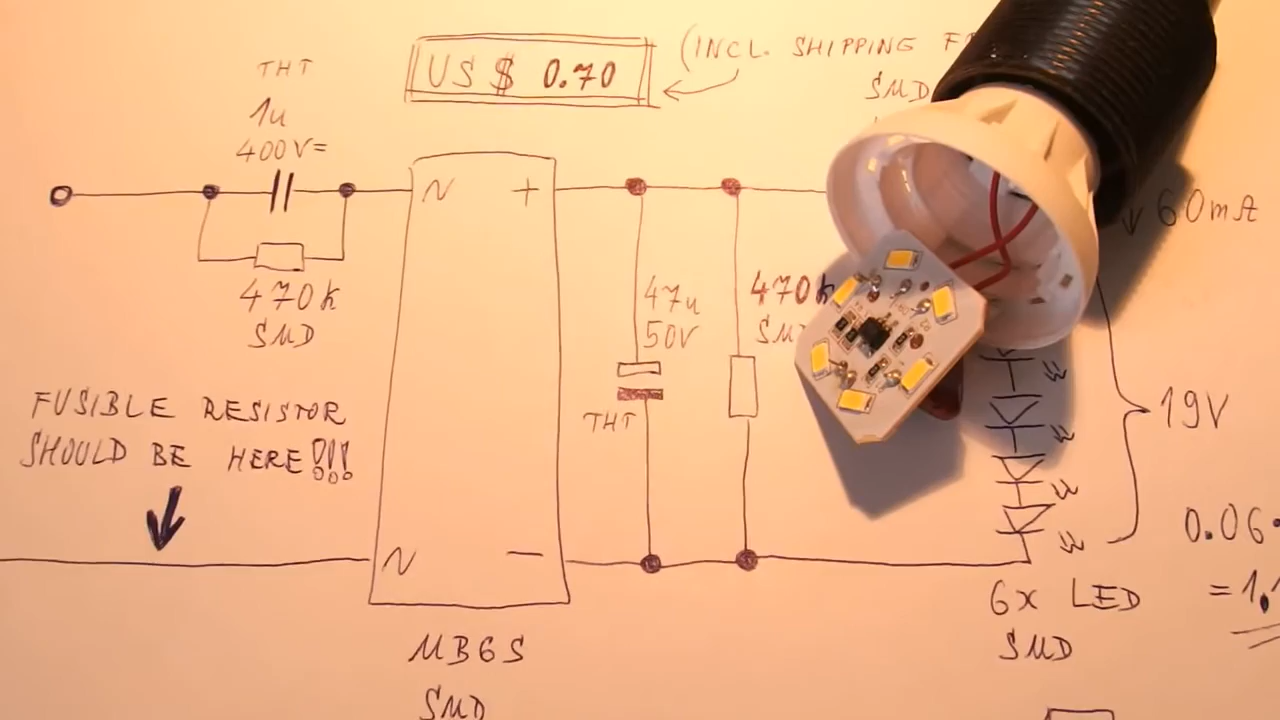 US $ 0.70
(INCL. SHIPPING
SMD
THT
1u
400V=
N +
60mA
470k
SMD
47u
50V
THT
470k
19V
FUSIBLE RESISTOR
SHOULD BE HERE!!!
N −
0.06
6x LED
SMD
MB6S
SMD